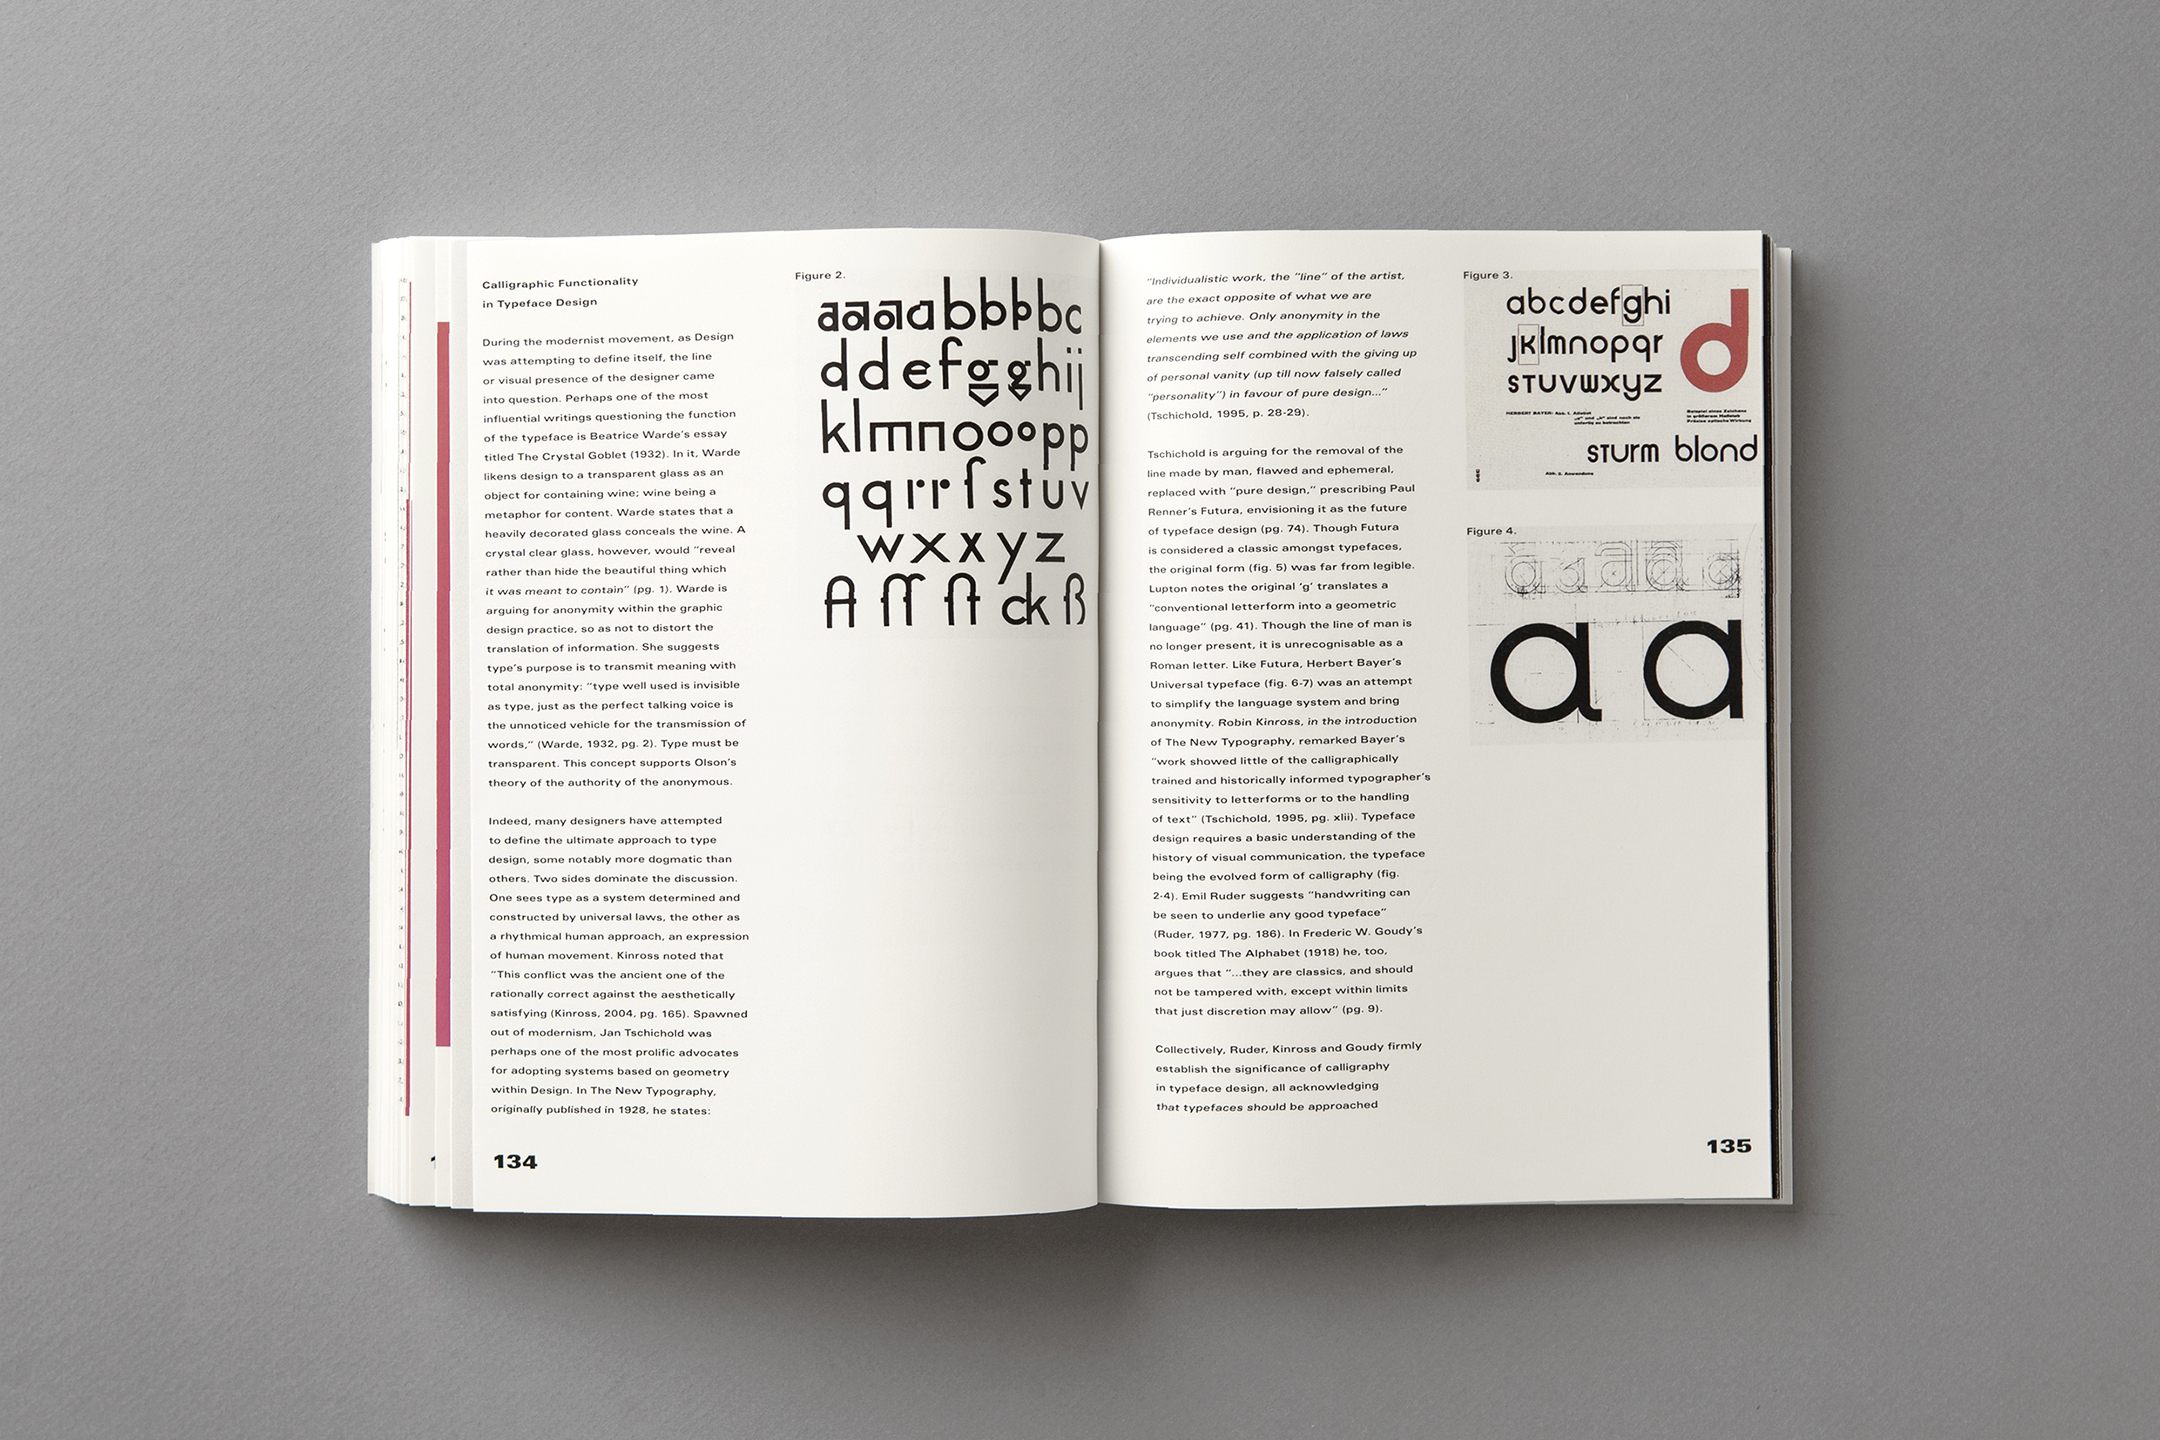 Calligraphic Functionality
in Typeface Design
During the modernist movement, as Design
was attempting to define itself, the line
or visual presence of the designer came
into question. Perhaps one of the most
influential writings questioning the function
of the typeface is Beatrice Warde's essay
titled The Crystal Goblet (1932). In it, Warde
likens design to a transparent glass as an
object for containing wine; wine being a
metaphor for content. Warde states that a
heavily decorated glass conceals the wine. A
crystal clear glass, however, would "reveal
rather than hide the beautiful thing which
it was meant to contain" (pg. 1). Warde is
arguing for anonymity within the graphic
design practice, so as not to distort the
translation of information. She suggests
type's purpose is to transmit meaning with
total anonymity: "type well used is invisible
as type, just as the perfect talking voice is
the unnoticed vehicle for the transmission of
words," (Warde, 1932, pg. 2). Type must be
transparent. This concept supports Olson's
theory of the authority of the anonymous.
Indeed, many designers have attempted
to define the ultimate approach to type
design, some notably more dogmatic than
others. Two sides dominate the discussion.
One sees type as a system determined and
constructed by universal laws, the other as
a rhythmical human approach, an expression
of human movement. Kinross noted that
"This conflict was the ancient one of the
rationally correct against the aesthetically
satisfying (Kinross, 2004, pg. 165). Spawned
out of modernism, Jan Tschichold was
perhaps one of the most prolific advocates
for adopting systems based on geometry
within Design. In The New Typography,
originally published in 1928, he states:
134
Figure 2.
aaaabbbbc
ddefgghij
klmnooopp
qqrrſstuv
wxxyz
A ſſ ſt ck ß
"Individualistic work, the "line" of the artist,
are the exact opposite of what we are
trying to achieve. Only anonymity in the
elements we use and the application of laws
transcending self combined with the giving up
of personal vanity (up till now falsely called
"personality") in favour of pure design..."
(Tschichold, 1995, p. 28-29).
Tschichold is arguing for the removal of the
line made by man, flawed and ephemeral,
replaced with "pure design," prescribing Paul
Renner's Futura, envisioning it as the future
of typeface design (pg. 74). Though Futura
is considered a classic amongst typefaces,
the original form (fig. 5) was far from legible.
Lupton notes the original 'g' translates a
"conventional letterform into a geometric
language" (pg. 41). Though the line of man is
no longer present, it is unrecognisable as a
Roman letter. Like Futura, Herbert Bayer's
Universal typeface (fig. 6-7) was an attempt
to simplify the language system and bring
anonymity. Robin Kinross, in the introduction
of The New Typography, remarked Bayer's
"work showed little of the calligraphically
trained and historically informed typographer's
sensitivity to letterforms or to the handling
of text" (Tschichold, 1995, pg. xlii). Typeface
design requires a basic understanding of the
history of visual communication, the typeface
being the evolved form of calligraphy (fig.
2-4). Emil Ruder suggests "handwriting can
be seen to underlie any good typeface"
(Ruder, 1977, pg. 186). In Frederic W. Goudy's
book titled The Alphabet (1918) he, too,
argues that "...they are classics, and should
not be tampered with, except within limits
that just discretion may allow" (pg. 9).
Collectively, Ruder, Kinross and Goudy firmly
establish the significance of calligraphy
in typeface design, all acknowledging
that typefaces should be approached
Figure 3.
abcdefghi
jklmnopqr
stuvwxyz
d
HERBERT BAYER: Abb. 1. Alfabet
„g" und „k" sind noch als
unfertig zu betrachten
Beispiel eines Zeichens
in größerem Maßstab
Präzise optische Wirkung
sturm blond
Abb. 2. Anwendung
Figure 4.
a a
135